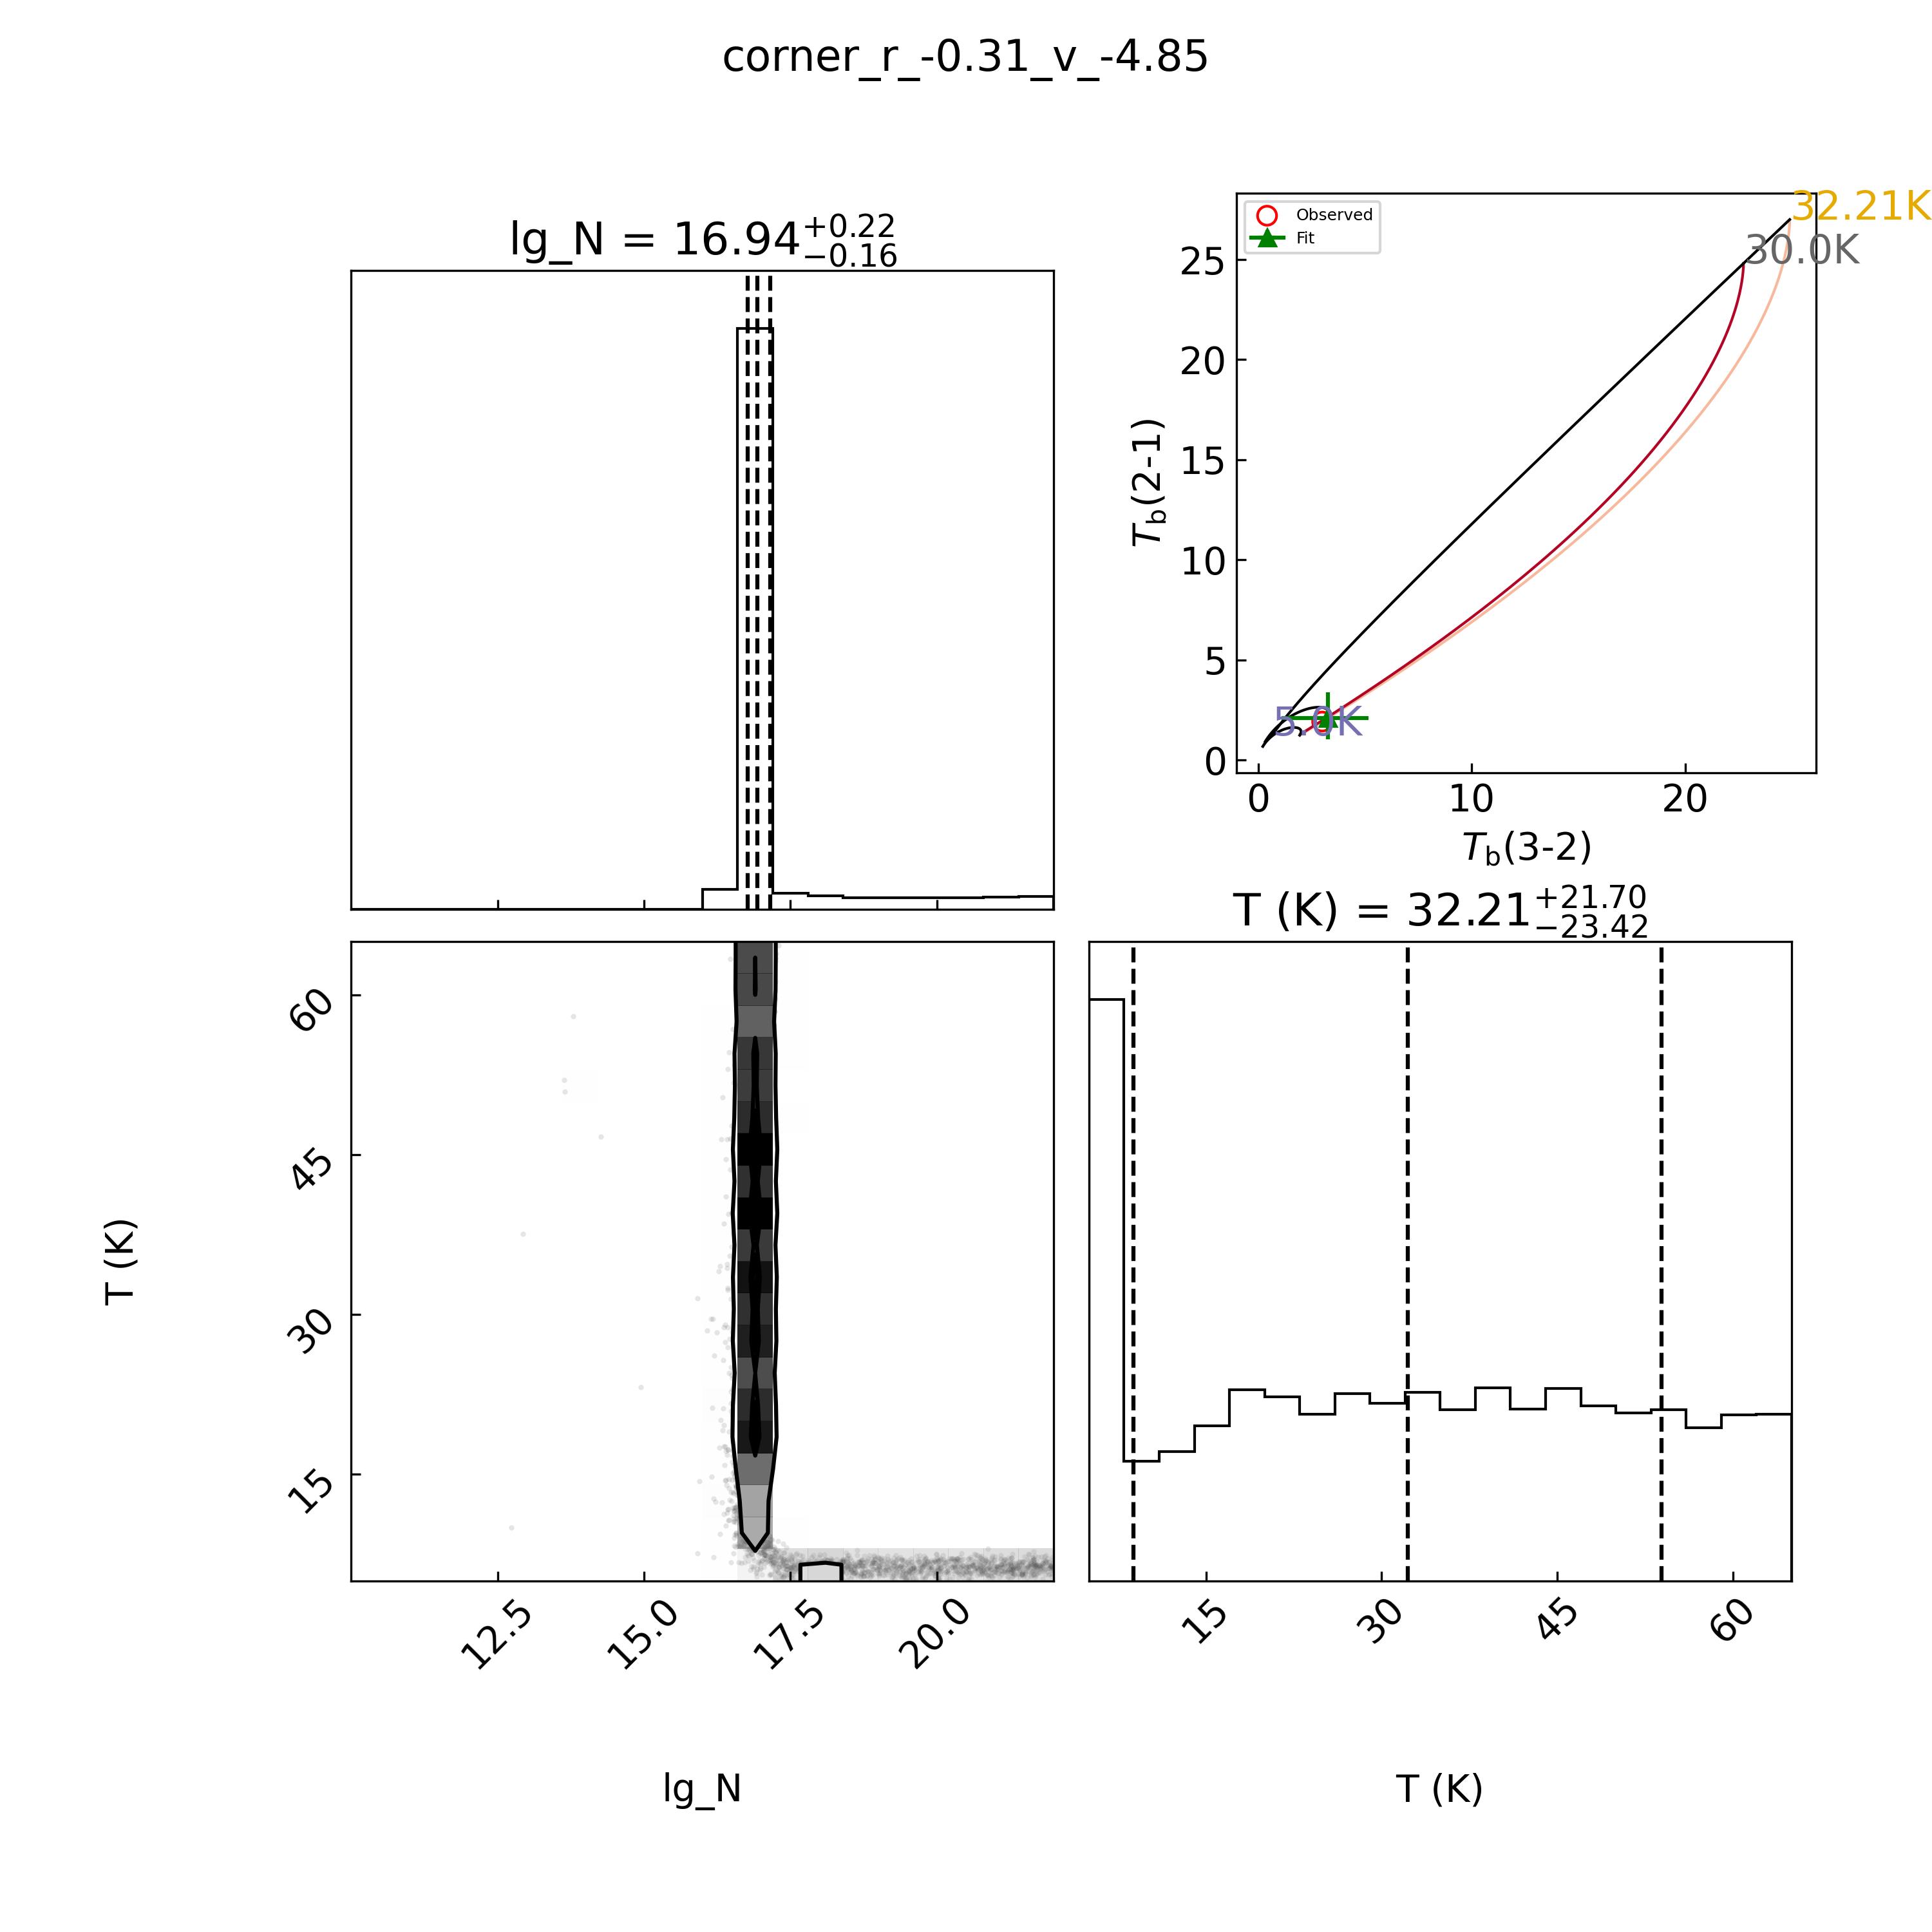 corner_r_-0.31_v_-4.85
lg_N = 16.94 +0.22 −0.16
Observed
Fit
32.21K
30.0K
5.0K
25
20
15
10
5
0
T_b(2-1)
0 10 20
T_b(3-2)
T (K) = 32.21 +21.70 −23.42
60
45
30
15
T (K)
12.5 15.0 17.5 20.0
lg_N
15 30 45 60
T (K)